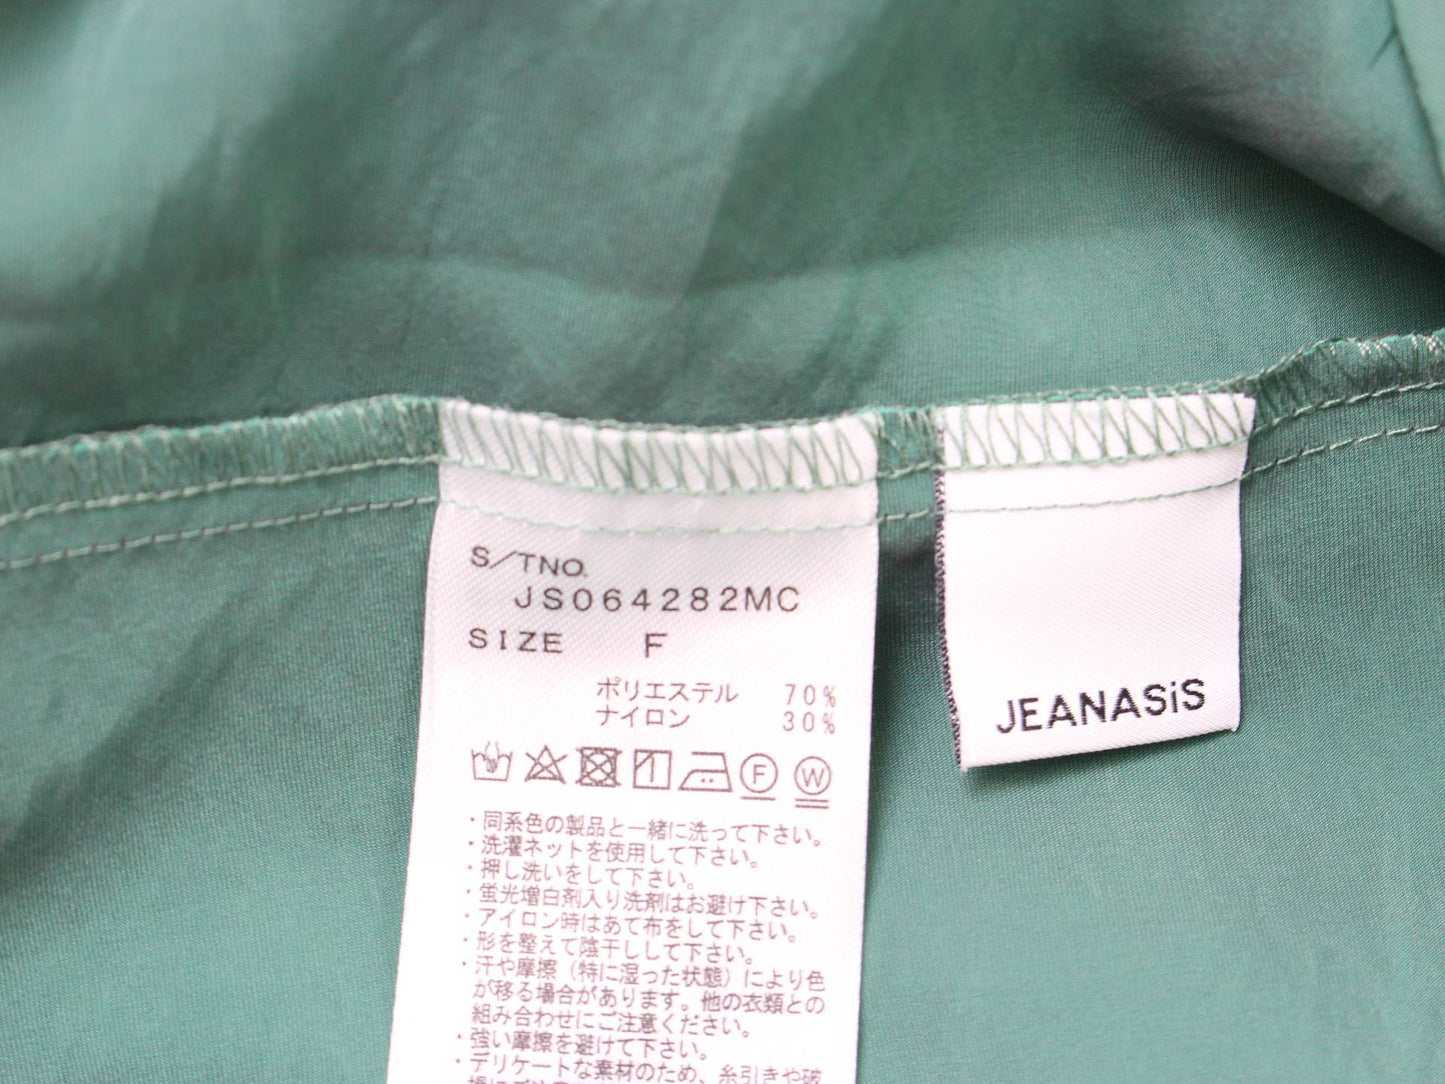 S/TNO.
JS064282MC
SIZE F
ポリエステル 70%
ナイロン 30%
F W
・同系色の製品と一緒に洗って下さい。
・洗濯ネットを使用して下さい。
・押し洗いをして下さい。
・蛍光増白剤入り洗剤はお避け下さい。
・アイロン時はあて布をして下さい。
・形を整えて陰干しして下さい。
・汗や摩擦（特に湿った状態）により色
が移る場合があります。他の衣類との
組み合わせにご注意ください。
・強い摩擦を避けて下さい。
・デリケートな素材のため、糸引きや破
JEANASiS